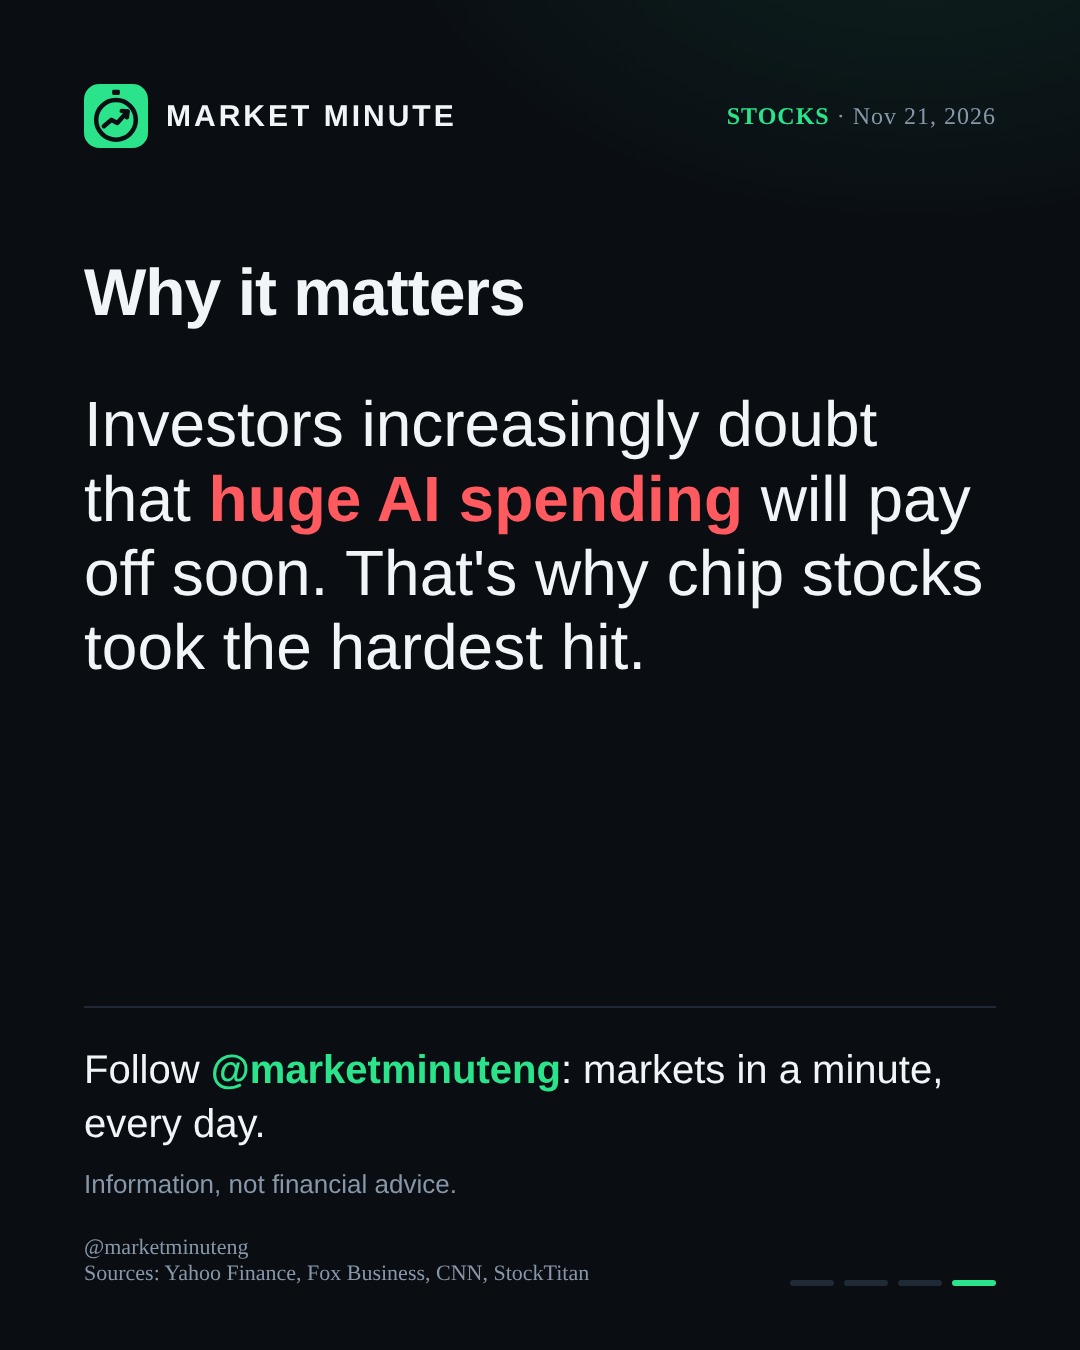 MARKET MINUTE
STOCKS · Nov 21, 2026
Why it matters
Investors increasingly doubt
that huge AI spending will pay
off soon. That's why chip stocks
took the hardest hit.
Follow @marketminuteng: markets in a minute,
every day.
Information, not financial advice.
@marketminuteng
Sources: Yahoo Finance, Fox Business, CNN, StockTitan